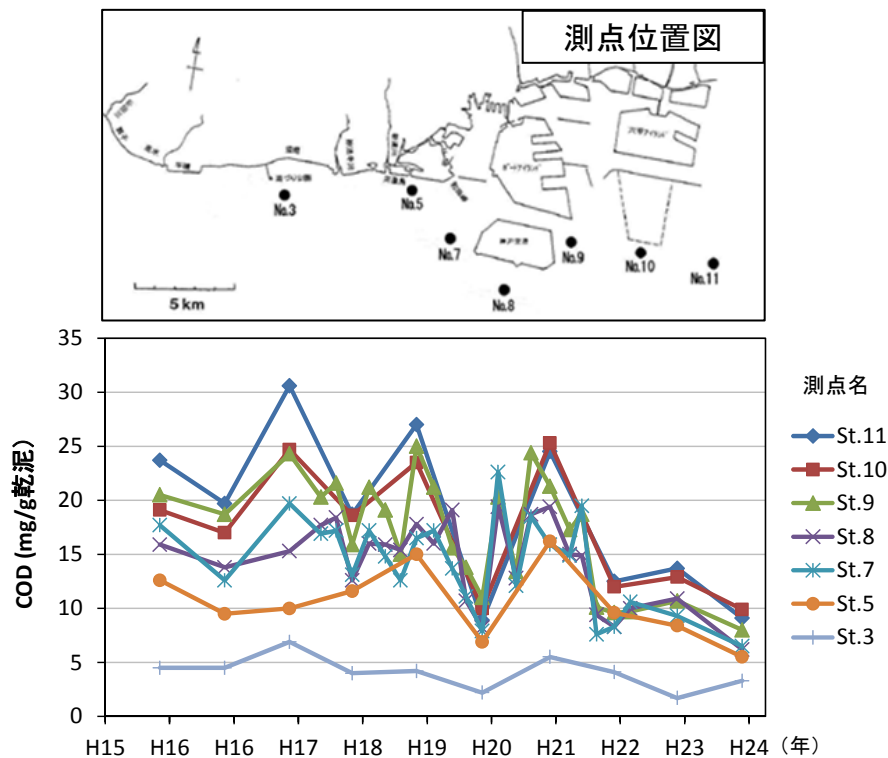 測点位置図
No.3
No.5
No.7
No.8
No.9
No.10
No.11
5 km
COD (mg/g乾泥)
35
30
25
20
15
10
5
0
H15 H16 H16 H17 H18 H19 H20 H21 H22 H23 H24 (年)
測点名
St.11
St.10
St.9
St.8
St.7
St.5
St.3